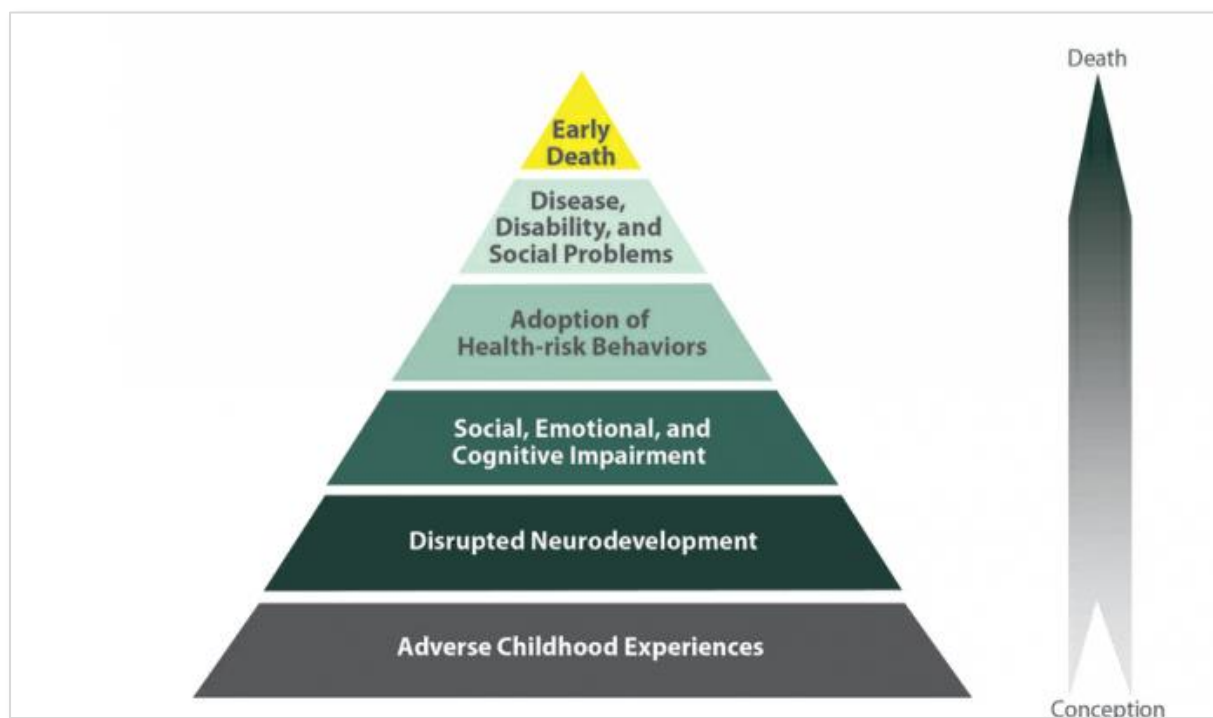 Death
Early
Death
Disease,
Disability, and
Social Problems
Adoption of
Health-risk Behaviors
Social, Emotional, and
Cognitive Impairment
Disrupted Neurodevelopment
Adverse Childhood Experiences
Conception